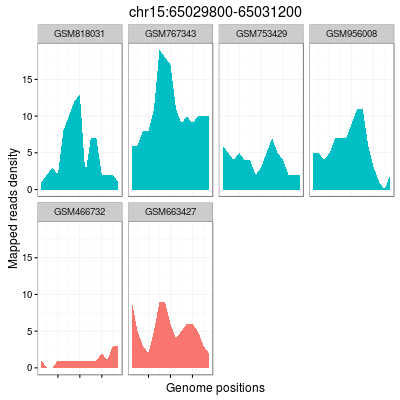 chr15:65029800-65031200
GSM818031 GSM767343 GSM753429 GSM956008
15
10
5
0
Mapped reads density
GSM466732 GSM663427
15
10
5
0
Genome positions